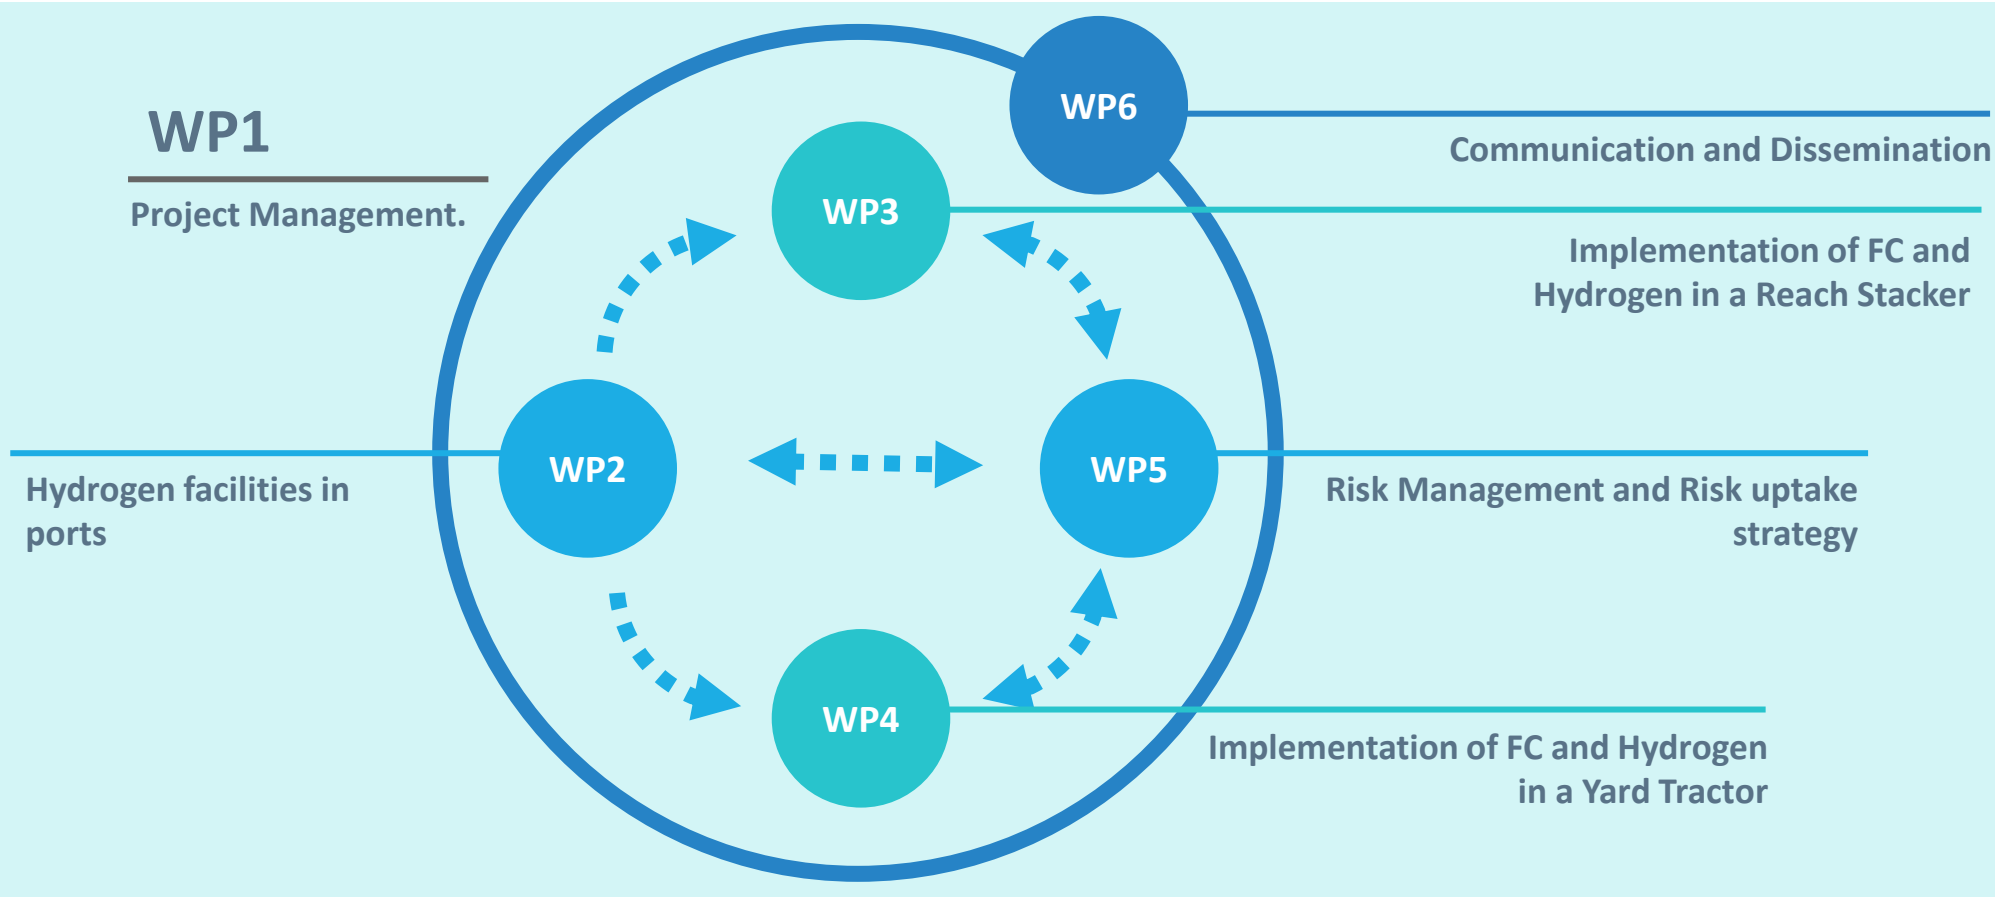 WP1
Project Management.
WP6
Communication and Dissemination
WP3
Implementation of FC and
Hydrogen in a Reach Stacker
WP2
Hydrogen facilities in
ports
WP5
Risk Management and Risk uptake
strategy
WP4
Implementation of FC and Hydrogen
in a Yard Tractor